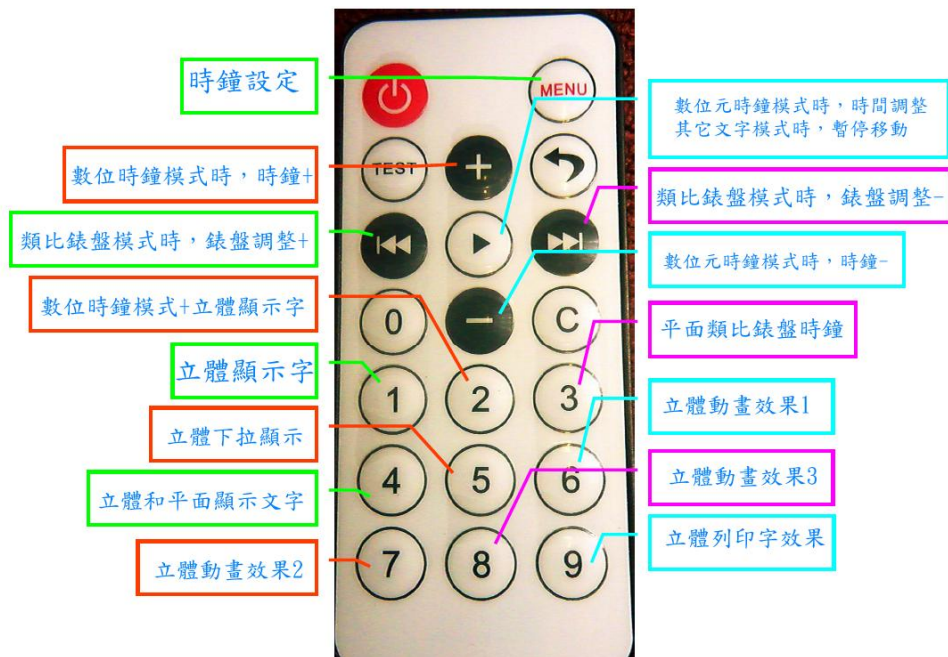 時鐘設定
MENU
數位元時鐘模式時，時間調整
其它文字模式時，暫停移動
數位時鐘模式時，時鐘+
TEST
+
類比錶盤模式時，錶盤調整-
類比錶盤模式時，錶盤調整+
數位元時鐘模式時，時鐘-
數位時鐘模式+立體顯示字
0
-
C
平面類比錶盤時鐘
立體顯示字
1
2
3
立體動畫效果1
立體下拉顯示
4
5
6
立體動畫效果3
立體和平面顯示文字
立體動畫效果2
7
8
9
立體列印字效果